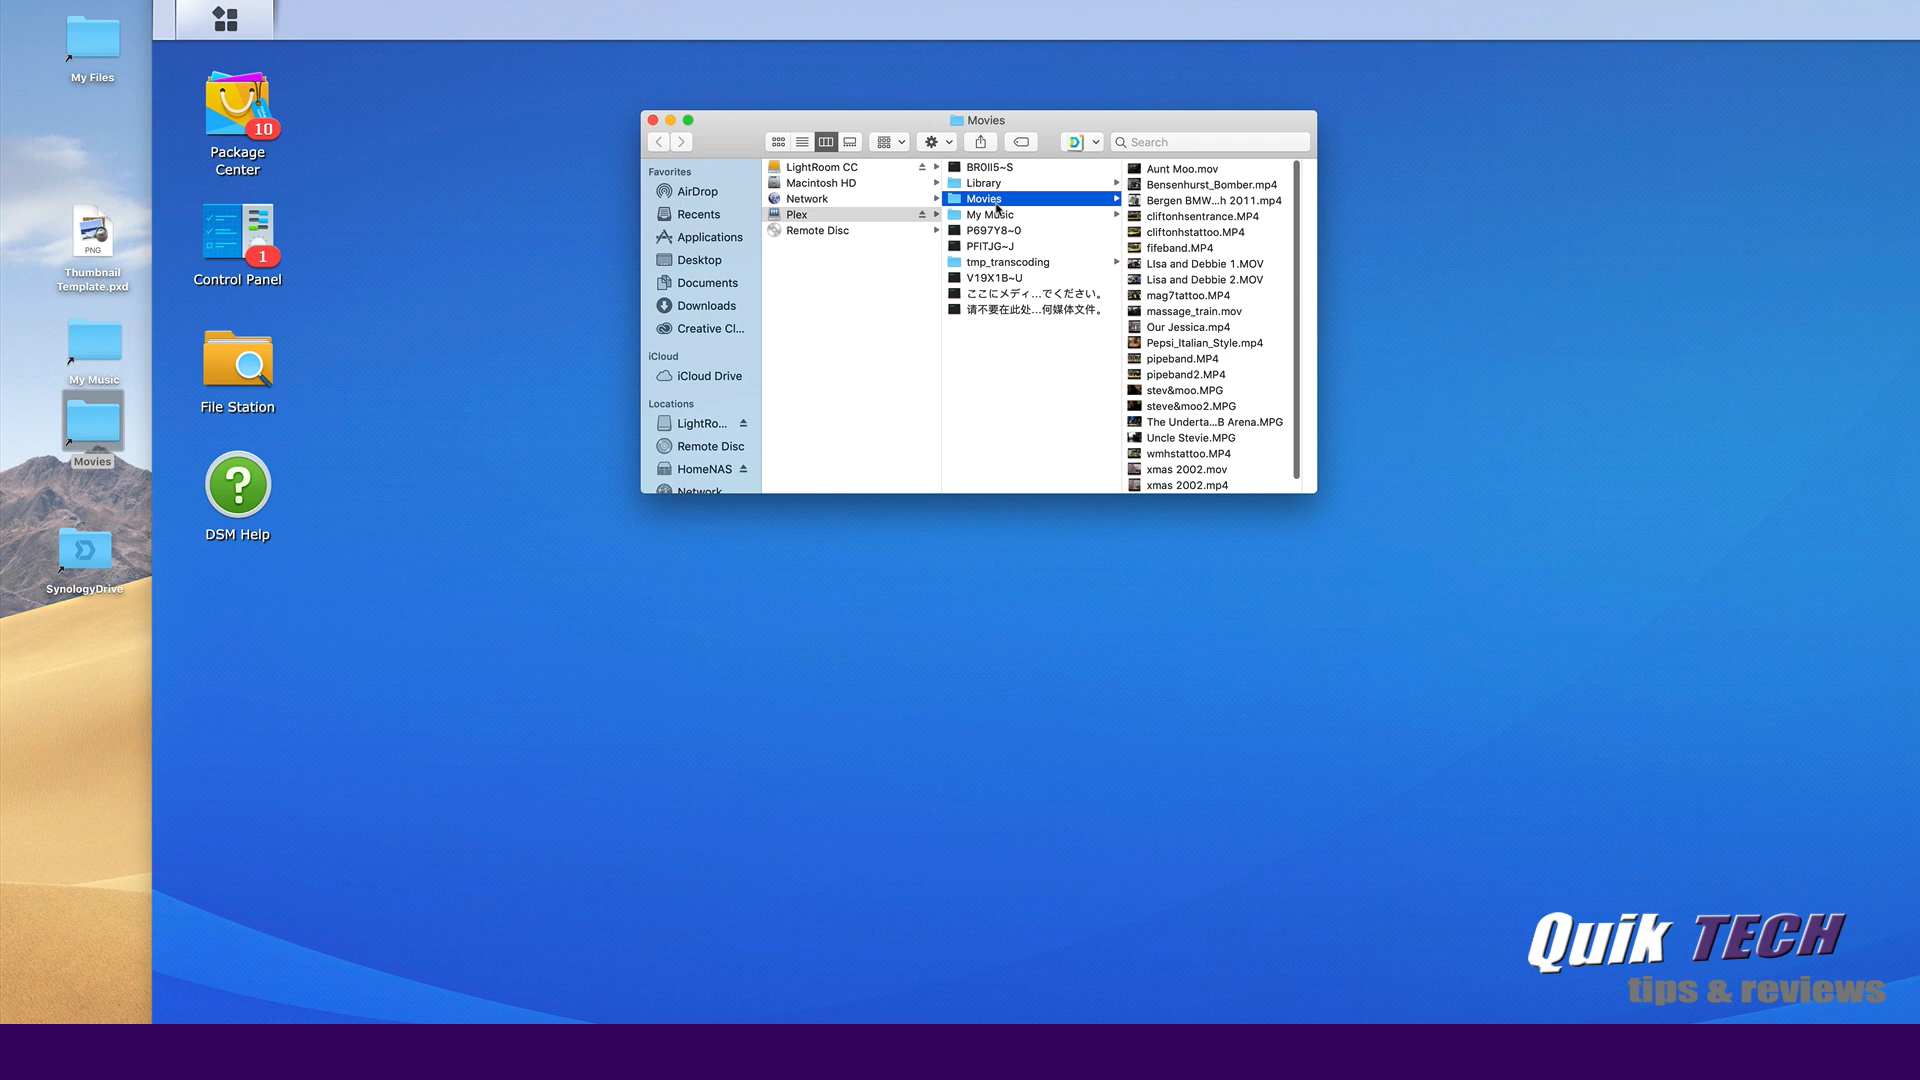 My Files
PNG
Thumbnail
Template.pxd
My Music
Movies
SynologyDrive
10
Package
Center
1
Control Panel
File Station
?
DSM Help
Movies
Search
Favorites
AirDrop
Recents
Applications
Desktop
Documents
Downloads
Creative Cl...
iCloud
iCloud Drive
Locations
LightRo...
Remote Disc
HomeNAS
Network
LightRoom CC
Macintosh HD
Network
Plex
Remote Disc
BR0II5~S
Library
Movies
My Music
P697Y8~0
PFITJG~J
tmp_transcoding
V19X1B~U
ここにメディ...でください。
请不要在此处...何媒体文件。
Aunt Moo.mov
Bensenhurst_Bomber.mp4
Bergen BMW...h 2011.mp4
cliftonhsentrance.MP4
cliftonhstattoo.MP4
fifeband.MP4
LIsa and Debbie 1.MOV
Lisa and Debbie 2.MOV
mag7tattoo.MP4
massage_train.mov
Our Jessica.mp4
Pepsi_Italian_Style.mp4
pipeband.MP4
pipeband2.MP4
stev&moo.MPG
steve&moo2.MPG
The Underta...B Arena.MPG
Uncle Stevie.MPG
wmhstattoo.MP4
xmas 2002.mov
xmas 2002.mp4
Quik TECH
tips & reviews